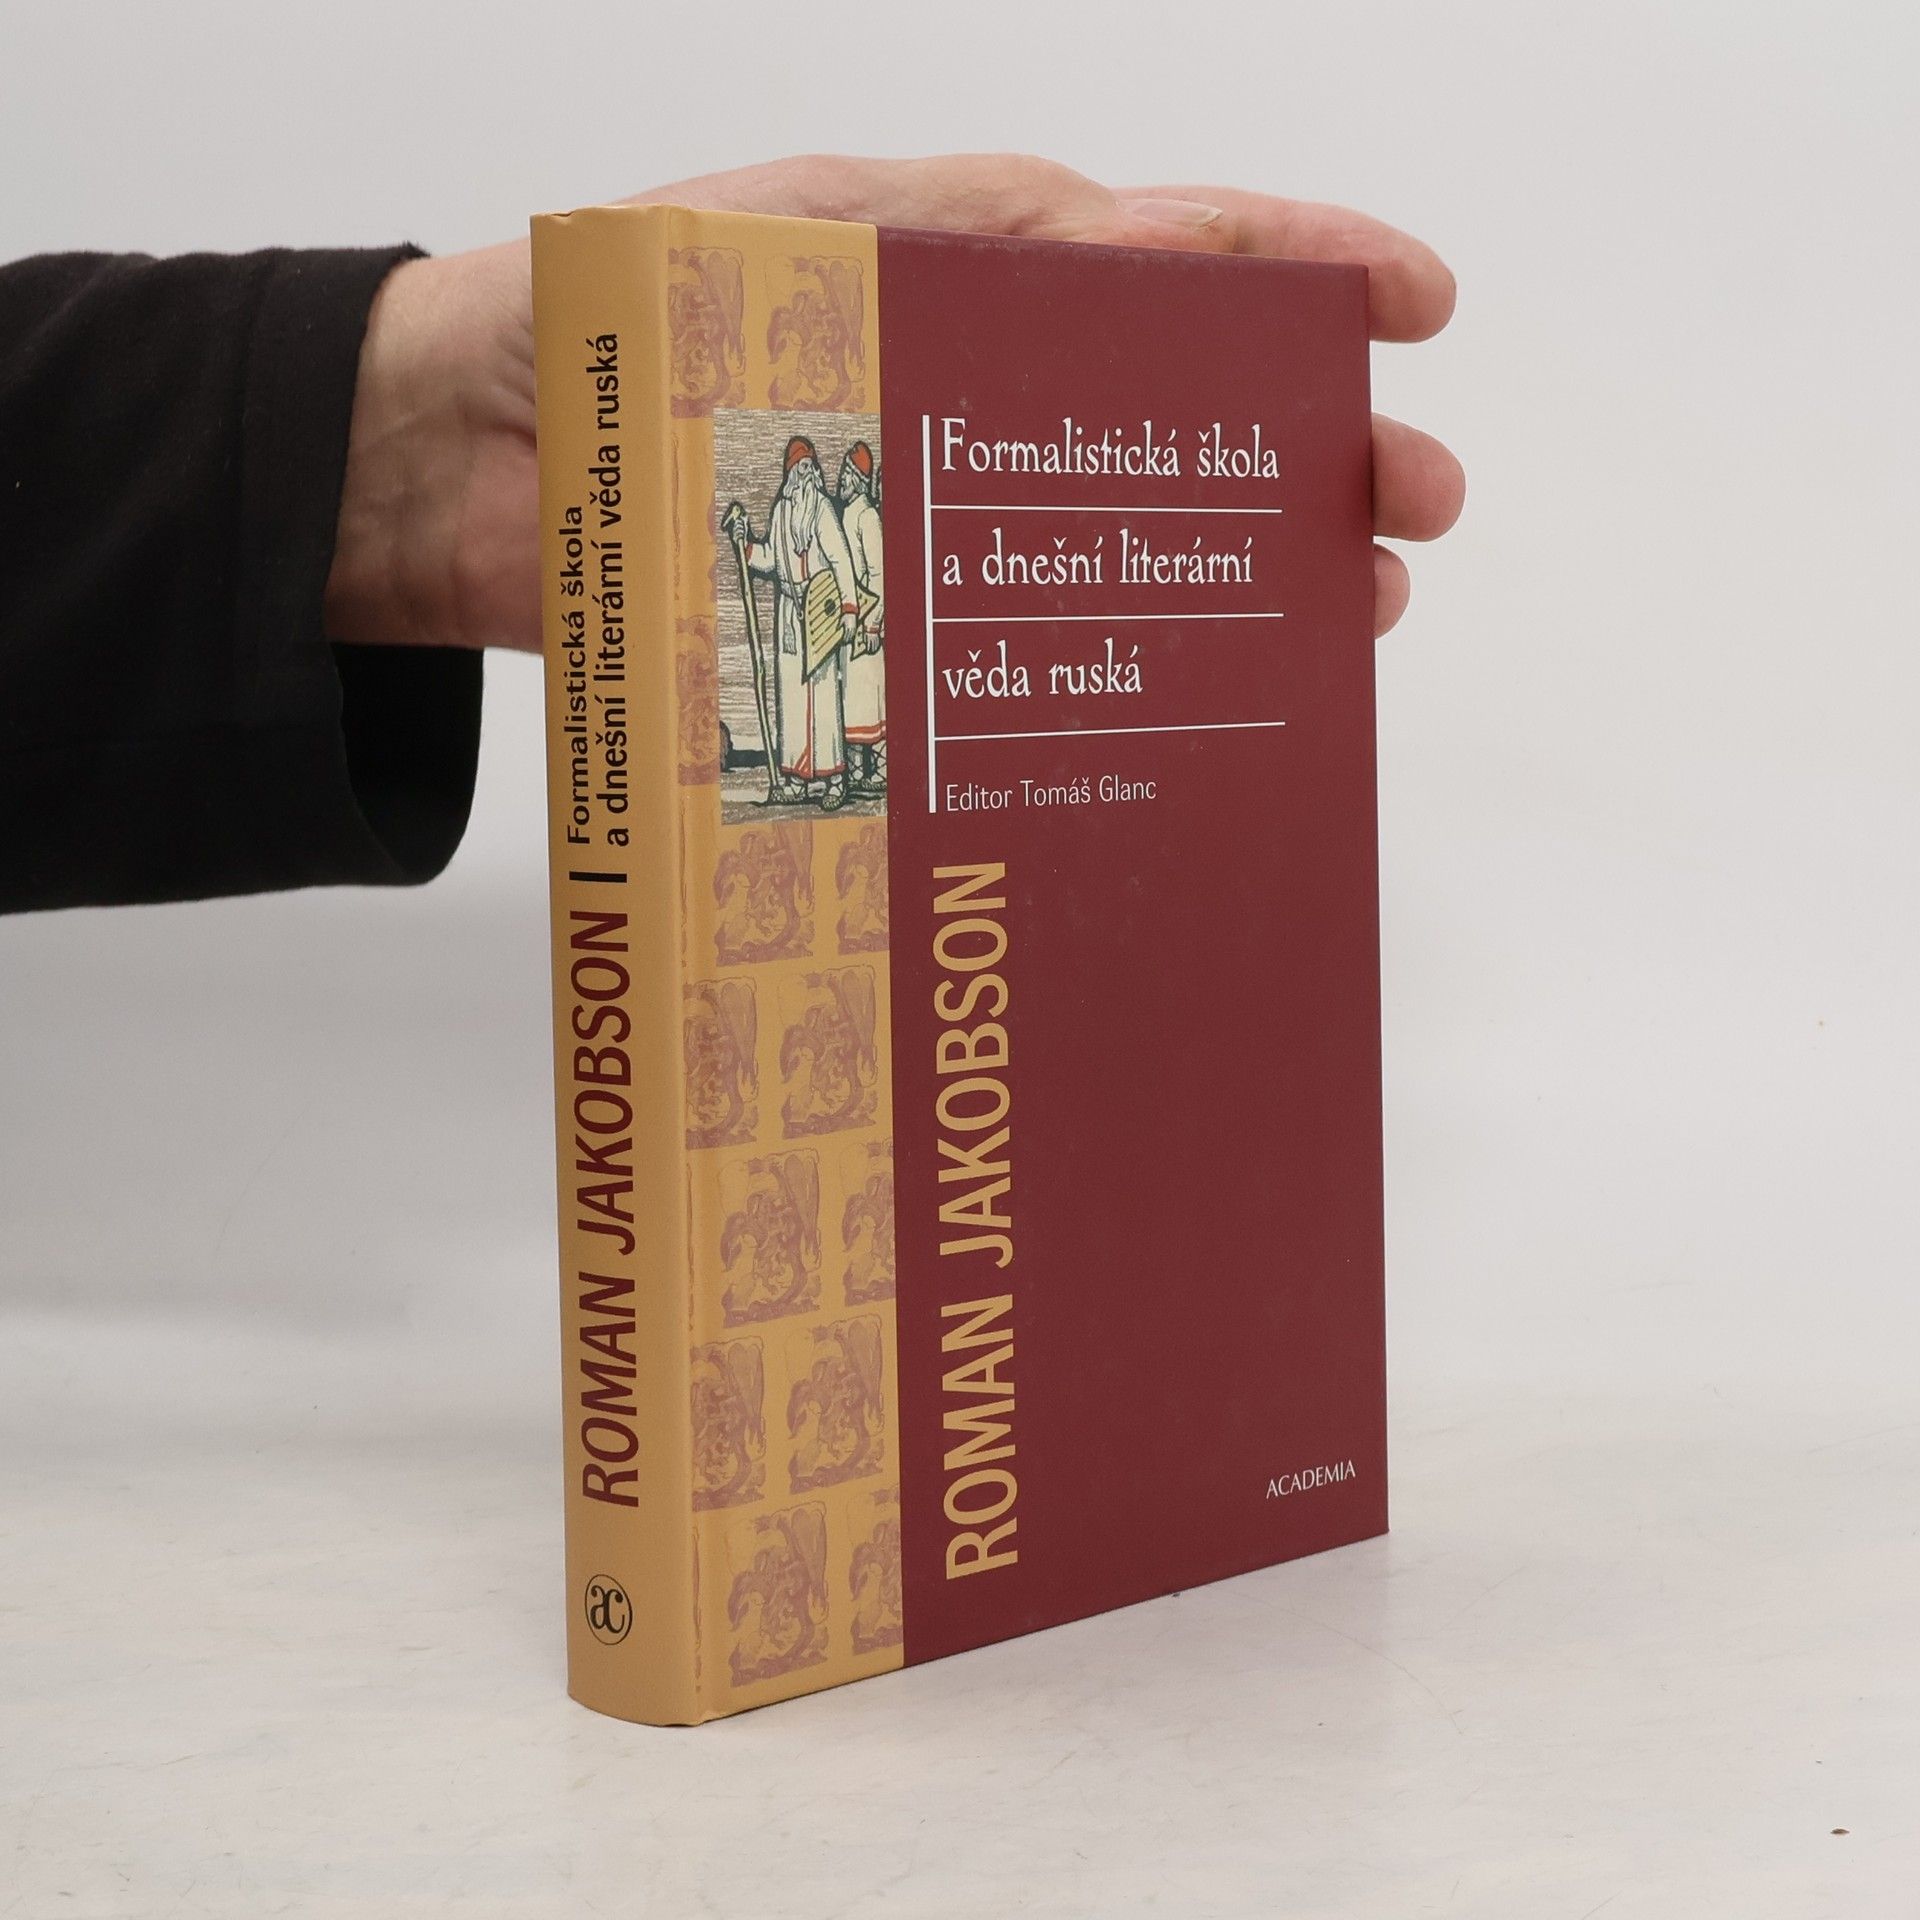 ROMAN JAKOBSON | Formalistická škola
a dnešní literární věda ruská
ac
Formalistická škola
a dnešní literární
věda ruská
Editor Tomáš Glanc
ROMAN JAKOBSON
ACADEMIA